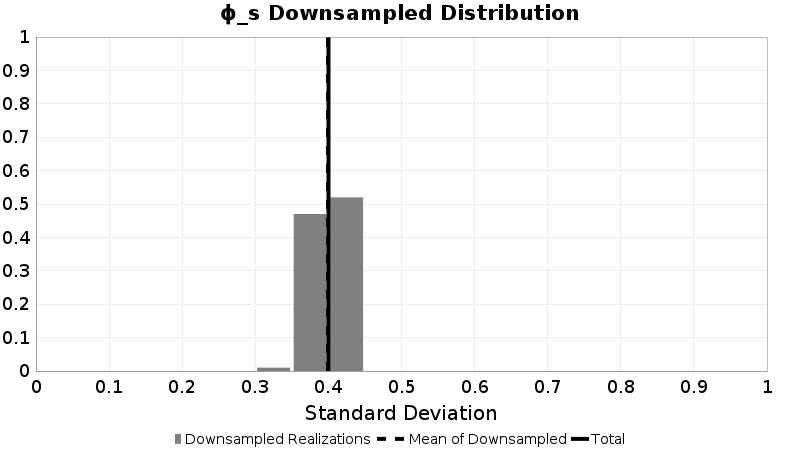 ϕ_s Downsampled Distribution
1
0.9
0.8
0.7
0.6
0.5
0.4
0.3
0.2
0.1
0
0 0.1 0.2 0.3 0.4 0.5 0.6 0.7 0.8 0.9 1
Standard Deviation
Downsampled Realizations Mean of Downsampled Total